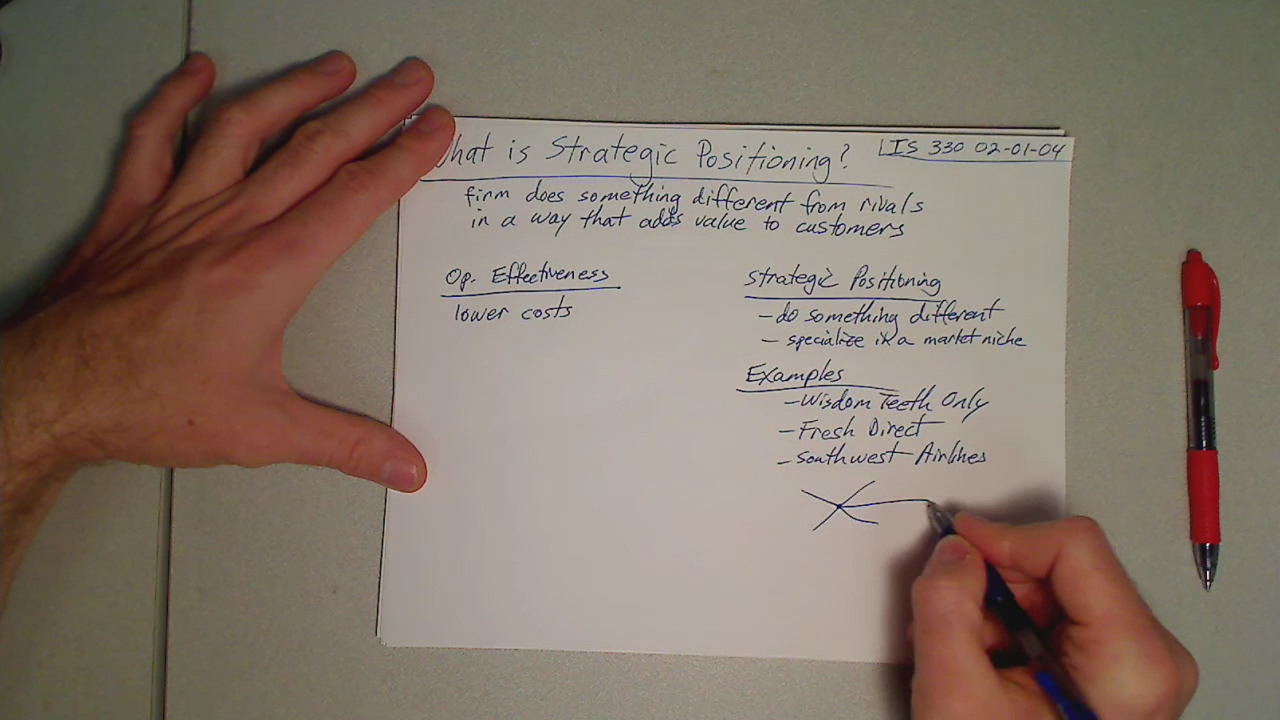 What is Strategic Positioning?
IS 330 02-01-04
firm does something different from rivals
in a way that adds value to customers
Op. Effectiveness
lower costs
Strategic Positioning
- do something different
- specialize in a market niche
Examples
- Wisdom Teeth Only
- Fresh Direct
- Southwest Airlines